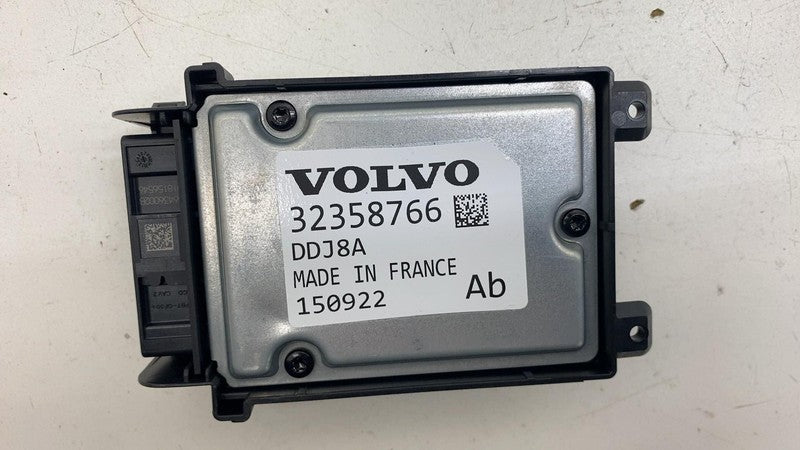 VOLVO
32358766
DDJ8A
MADE IN FRANCE
150922
Ab